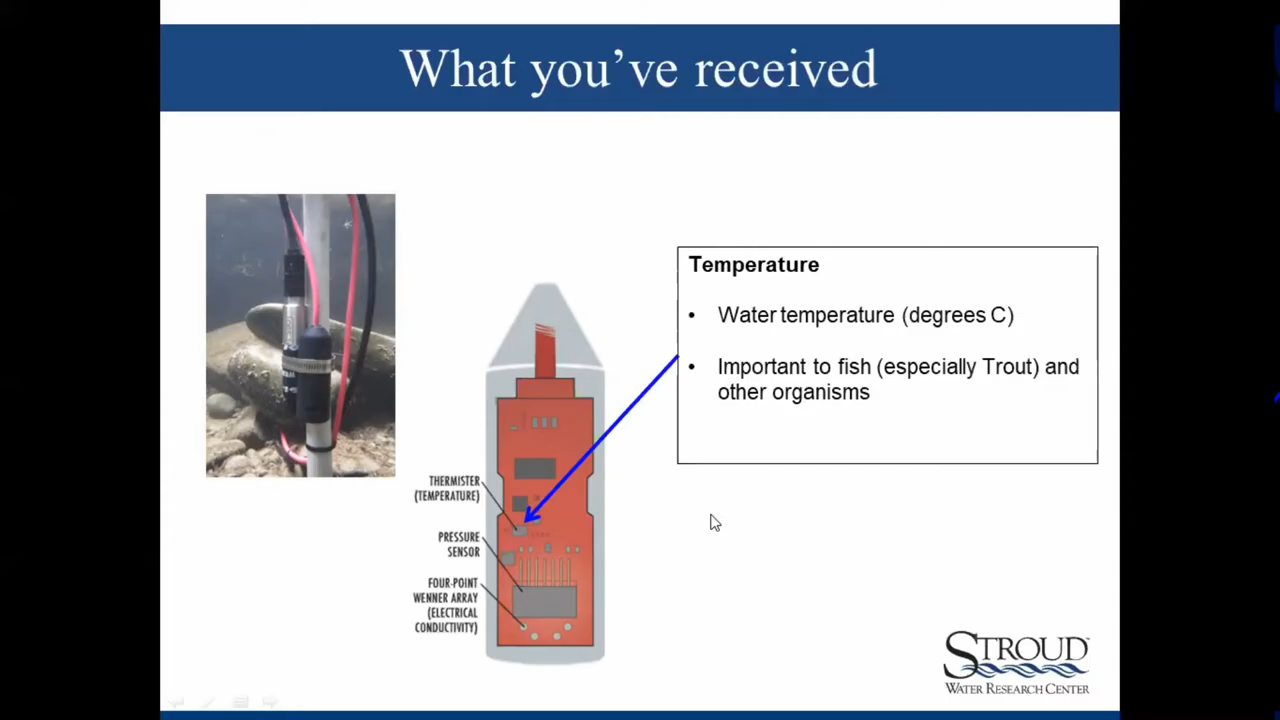 What you've received
Temperature
• Water temperature (degrees C)
• Important to fish (especially Trout) and
other organisms
THERMISTER
(TEMPERATURE)
PRESSURE
SENSOR
FOUR-POINT
WENNER ARRAY
(ELECTRICAL
CONDUCTIVITY)
STROUD
WATER RESEARCH CENTER